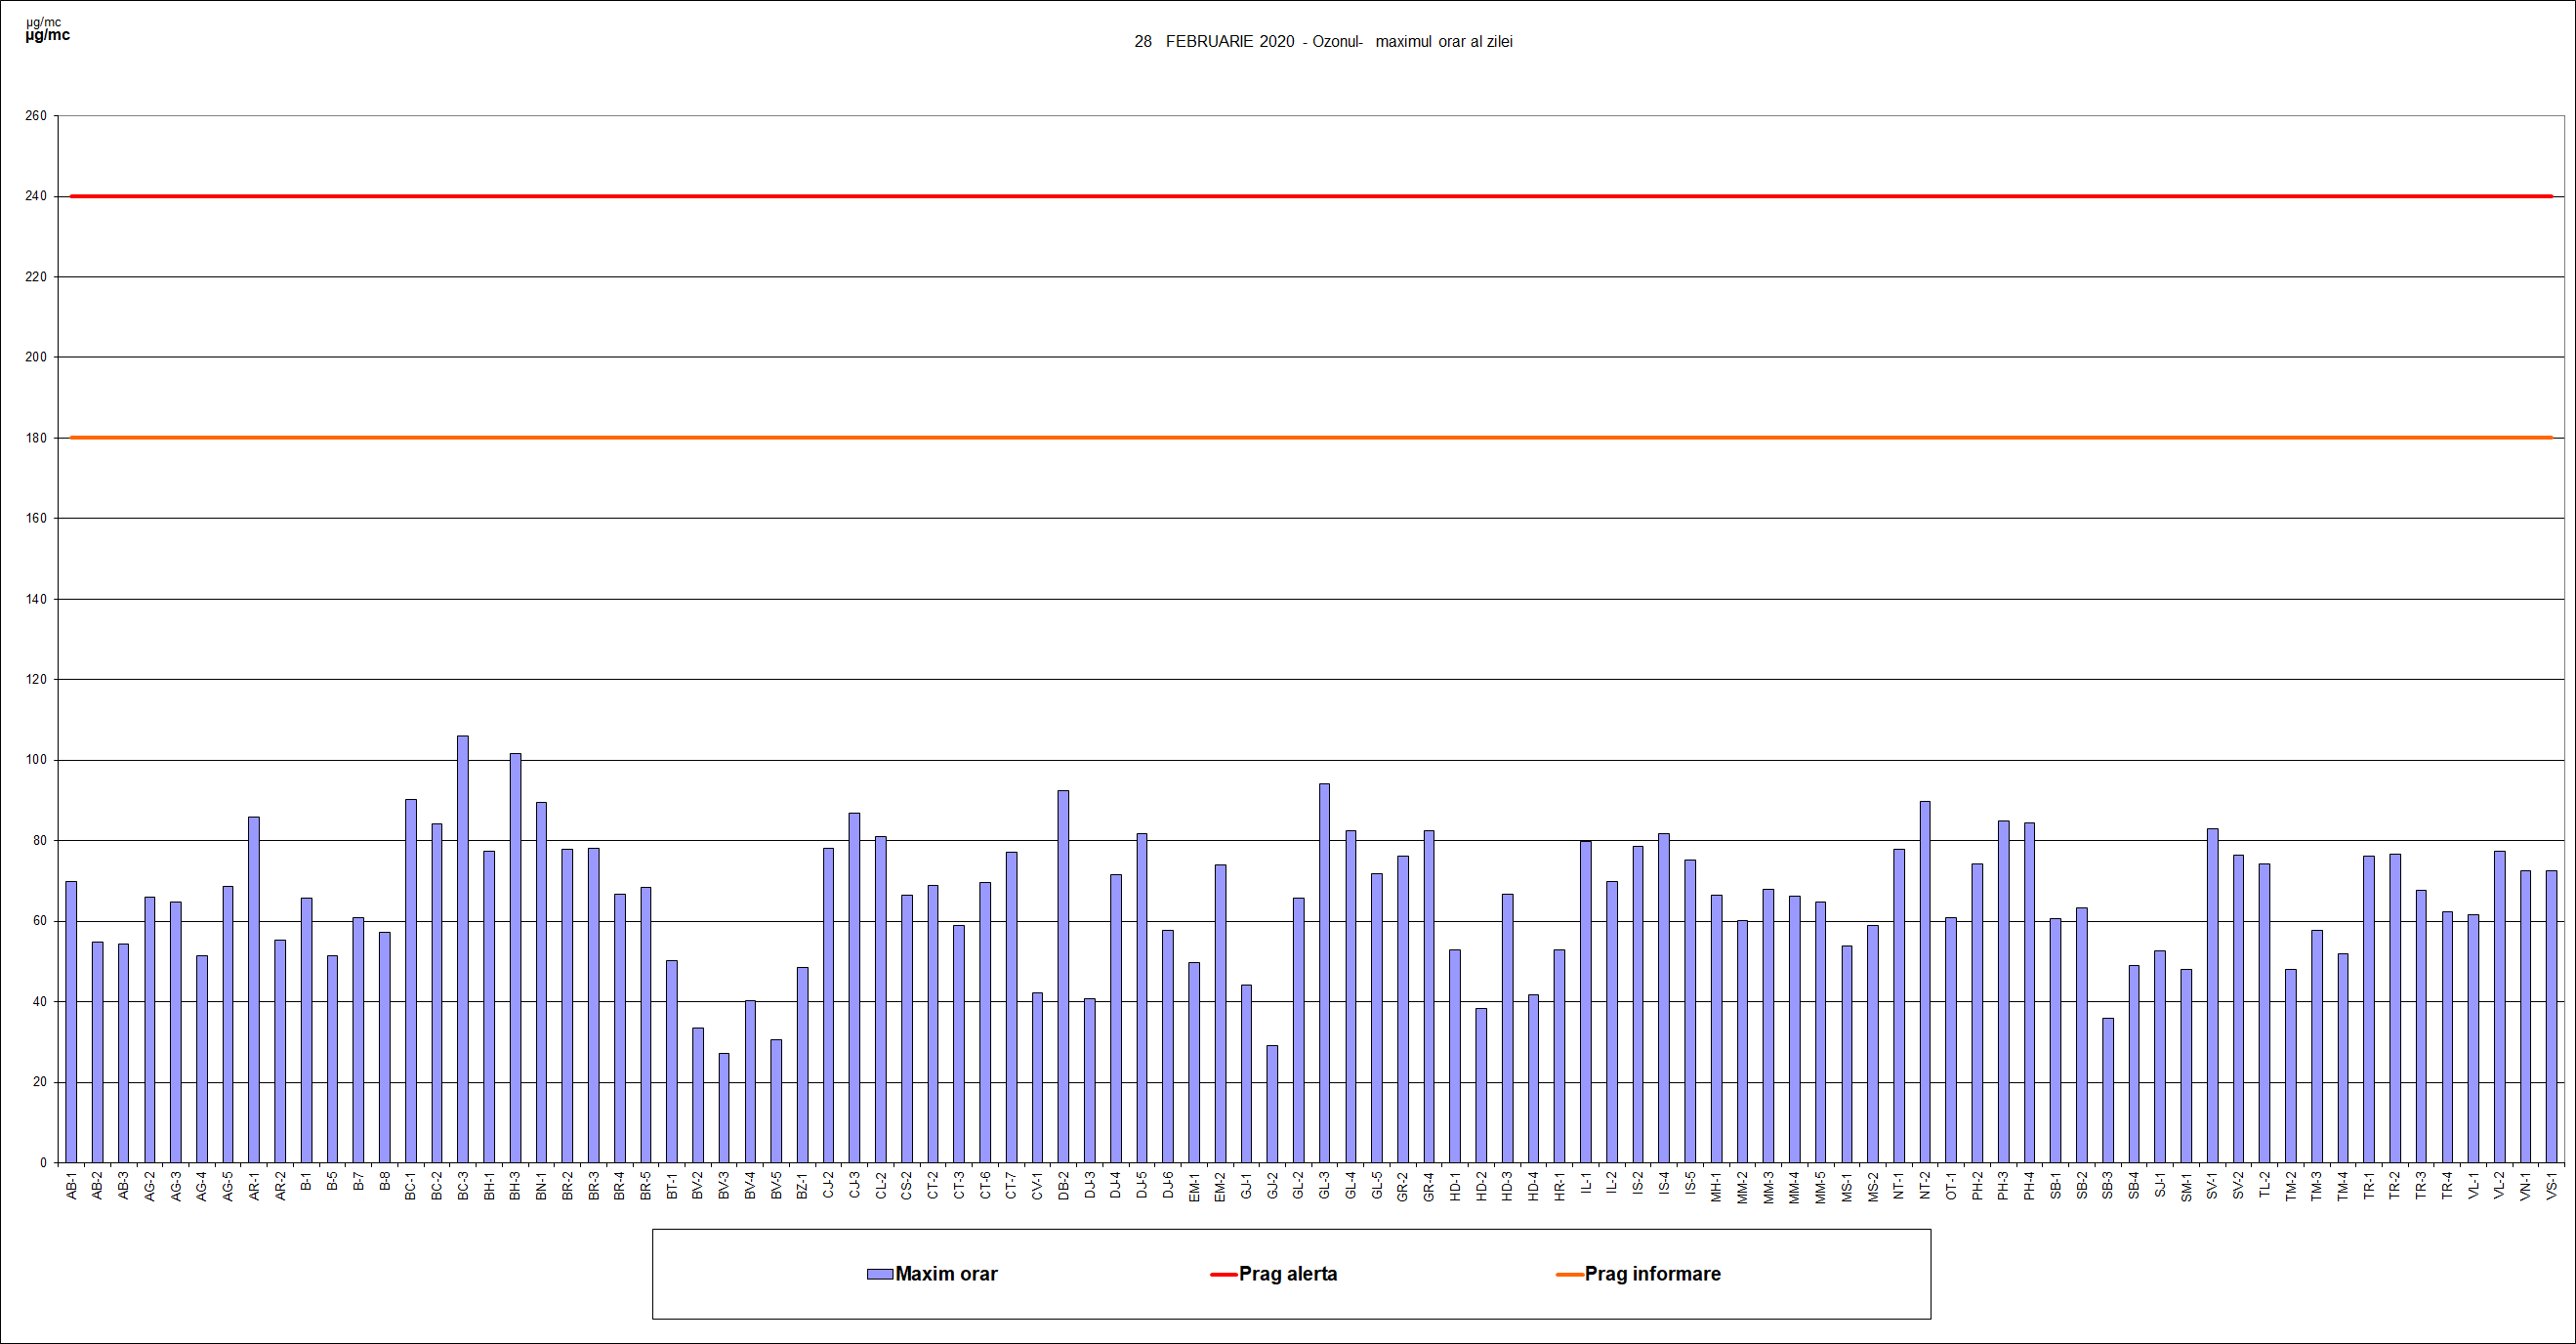 µg/mc
µg/mc
28 FEBRUARIE 2020 - Ozonul- maximul orar al zilei
260
240
220
200
180
160
140
120
100
80
60
40
20
0
AB-1 AB-2 AB-3 AG-2 AG-3 AG-4 AG-5 AR-1 AR-2 B-1 B-5 B-7 B-8 BC-1 BC-2 BC-3 BH-1 BH-3 BN-1 BR-2 BR-3 BR-4 BR-5 BT-1 BV-2 BV-3 BV-4 BV-5 BZ-1 CJ-2 CJ-3 CL-2 CS-2 CT-2 CT-3 CT-6 CT-7 CV-1 DB-2 DJ-3 DJ-4 DJ-5 DJ-6 EM-1 EM-2 GJ-1 GJ-2 GL-2 GL-3 GL-4 GL-5 GR-2 GR-4 HD-1 HD-2 HD-3 HD-4 HR-1 IL-1 IL-2 IS-2 IS-4 IS-5 MH-1 MM-2 MM-3 MM-4 MM-5 MS-1 MS-2 NT-1 NT-2 OT-1 PH-2 PH-3 PH-4 SB-1 SB-2 SB-3 SB-4 SJ-1 SM-1 SV-1 SV-2 TL-2 TM-2 TM-3 TM-4 TR-1 TR-2 TR-3 TR-4 VL-1 VL-2 VN-1 VS-1
Maxim orar Prag alerta Prag informare